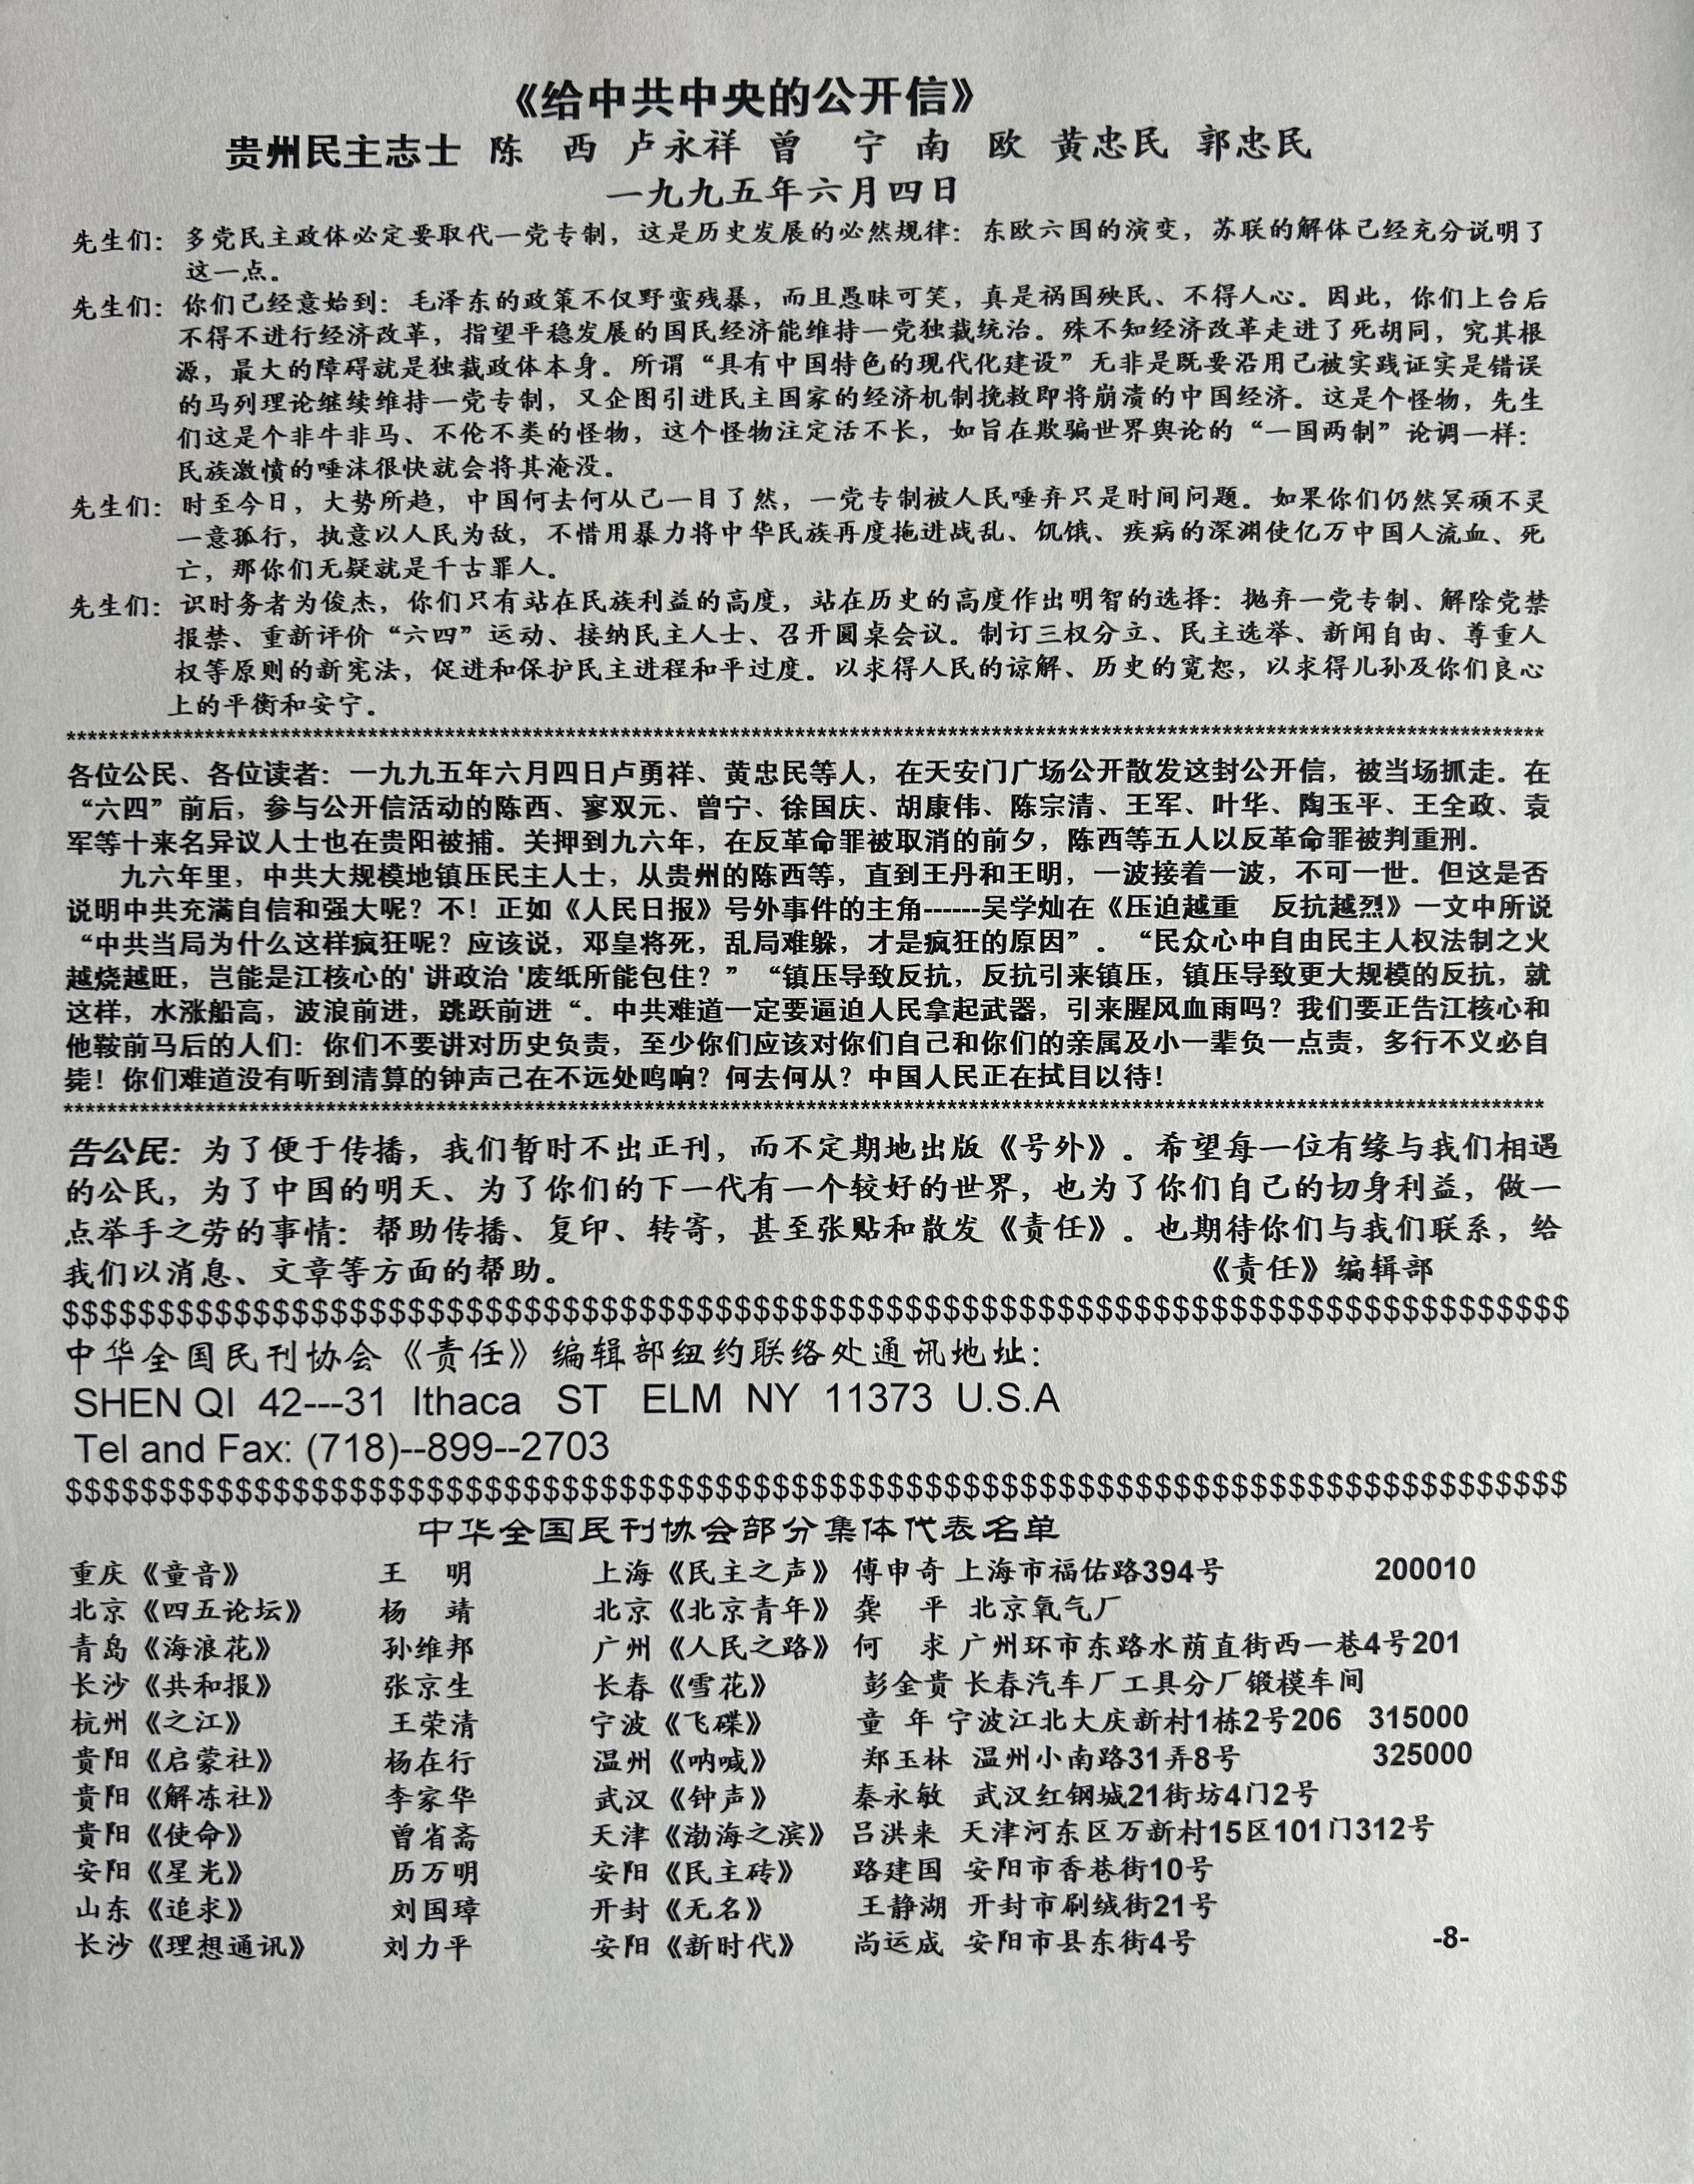 《给中共中央的公开信》
贵州民主志士 陈 西 卢永祥 曾 宁 南 欧 黄忠民 郭忠民
一九九五年六月四日
先生们：多党民主政体必定要取代一党专制，这是历史发展的必然规律：东欧六国的演变，苏联的解体己经充分说明了
这一点。
先生们：你们己经意始到：毛泽东的政策不仅野蛮残暴，而且愚昧可笑，真是祸国殃民、不得人心。因此，你们上台后
不得不进行经济改革，指望平稳发展的国民经济能维持一党独裁统治。殊不知经济改革走进了死胡同，究其根
源，最大的障碍就是独裁政体本身。所谓“具有中国特色的现代化建设”无非是既要沿用己被实践证实是错误
的马列理论继续维持一党专制，又企图引进民主国家的经济机制挽救即将崩溃的中国经济。这是个怪物，先生
们这是个非牛非马、不伦不类的怪物，这个怪物注定活不长，如旨在欺骗世界舆论的“一国两制”论调一样：
民族激愤的唾沫很快就会将其淹没。
先生们：时至今日，大势所趋，中国何去何从己一目了然，一党专制被人民唾弃只是时间问题。如果你们仍然冥顽不灵
一意孤行，执意以人民为敌，不惜用暴力将中华民族再度拖进战乱、饥饿、疾病的深渊使亿万中国人流血、死
亡，那你们无疑就是千古罪人。
先生们：识时务者为俊杰，你们只有站在民族利益的高度，站在历史的高度作出明智的选择：抛弃一党专制、解除党禁
报禁、重新评价“六四”运动、接纳民主人士、召开圆桌会议。制订三权分立、民主选举、新闻自由、尊重人
权等原则的新宪法，促进和保护民主进程和平过度。以求得人民的谅解、历史的宽恕，以求得儿孙及你们良心
上的平衡和安宁。
************************************************************************************************************************************
各位公民、各位读者：一九九五年六月四日卢勇祥、黄忠民等人，在天安门广场公开散发这封公开信，被当场抓走。在
“六四”前后，参与公开信活动的陈西、寥双元、曾宁、徐国庆、胡康伟、陈宗清、王军、叶华、陶玉平、王全政、袁
军等十来名异议人士也在贵阳被捕。关押到九六年，在反革命罪被取消的前夕，陈西等五人以反革命罪被判重刑。
九六年里，中共大规模地镇压民主人士，从贵州的陈西等，直到王丹和王明，一波接着一波，不可一世。但这是否
说明中共充满自信和强大呢？不！正如《人民日报》号外事件的主角------吴学灿在《压迫越重 反抗越烈》一文中所说
“中共当局为什么这样疯狂呢？应该说，邓皇将死，乱局难躲，才是疯狂的原因”．“民众心中自由民主人权法制之火
越烧越旺，岂能是江核心的' 讲政治 '废纸所能包住？”“镇压导致反抗，反抗引来镇压，镇压导致更大规模的反抗，就
这样，水涨船高，波浪前进，跳跃前进“。中共难道一定要逼迫人民拿起武器，引来腥风血雨吗？我们要正告江核心和
他鞍前马后的人们：你们不要讲对历史负责，至少你们应该对你们自己和你们的亲属及小一辈负一点责，多行不义必自
毙！你们难道没有听到清算的钟声己在不远处鸣响？何去何从？中国人民正在拭目以待！
************************************************************************************************************************************
告公民：为了便于传播，我们暂时不出正刊，而不定期地出版《号外》。希望每一位有缘与我们相遇
的公民，为了中国的明天、为了你们的下一代有一个较好的世界，也为了你们自己的切身利益，做一
点举手之劳的事情：帮助传播、复印、转寄，甚至张贴和散发《责任》。也期待你们与我们联系，给
我们以消息、文章等方面的帮助。 《责任》编辑部
$$$$$$$$$$$$$$$$$$$$$$$$$$$$$$$$$$$$$$$$$$$$$$$$$$$$$$$$$$$$$$$$$$$$$$$$$$$$$$
中华全国民刊协会《责任》编辑部纽约联络处通讯地址：
SHEN QI 42---31 Ithaca ST ELM NY 11373 U.S.A
Tel and Fax: (718)--899--2703
$$$$$$$$$$$$$$$$$$$$$$$$$$$$$$$$$$$$$$$$$$$$$$$$$$$$$$$$$$$$$$$$$$$$$$$$$$$$$$
中华全国民刊协会部分集体代表名单
重庆《童音》 王 明 上海《民主之声》 傅申奇 上海市福佑路394号 200010
北京《四五论坛》 杨 靖 北京《北京青年》 龚 平 北京氧气厂
青岛《海浪花》 孙维邦 广州《人民之路》 何 求 广州环市东路水荫直街西一巷4号201
长沙《共和报》 张京生 长春《雪花》 彭全贵 长春汽车厂工具分厂锻模车间
杭州《之江》 王荣清 宁波《飞碟》 童 年 宁波江北大庆新村1栋2号206 315000
贵阳《启蒙社》 杨在行 温州《呐喊》 郑玉林 温州小南路31弄8号 325000
贵阳《解冻社》 李家华 武汉《钟声》 秦永敏 武汉红钢城21街坊4门2号
贵阳《使命》 曾省斋 天津《渤海之滨》 吕洪来 天津河东区万新村15区101门312号
安阳《星光》 历万明 安阳《民主砖》 路建国 安阳市香巷街10号
山东《追求》 刘国璋 开封《无名》 王静湖 开封市刷绒街21号
长沙《理想通讯》 刘力平 安阳《新时代》 尚运成 安阳市县东街4号 -8-